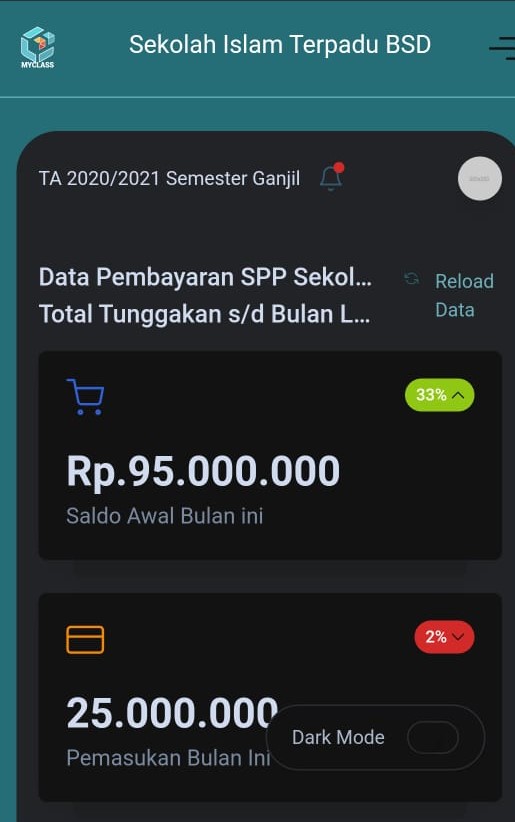 MYCLASS
Sekolah Islam Terpadu BSD
TA 2020/2021 Semester Ganjil
Data Pembayaran SPP Sekol...
Total Tunggakan s/d Bulan L...
Reload
Data
33%
Rp.95.000.000
Saldo Awal Bulan ini
2%
25.000.000
Pemasukan Bulan Ini
Dark Mode